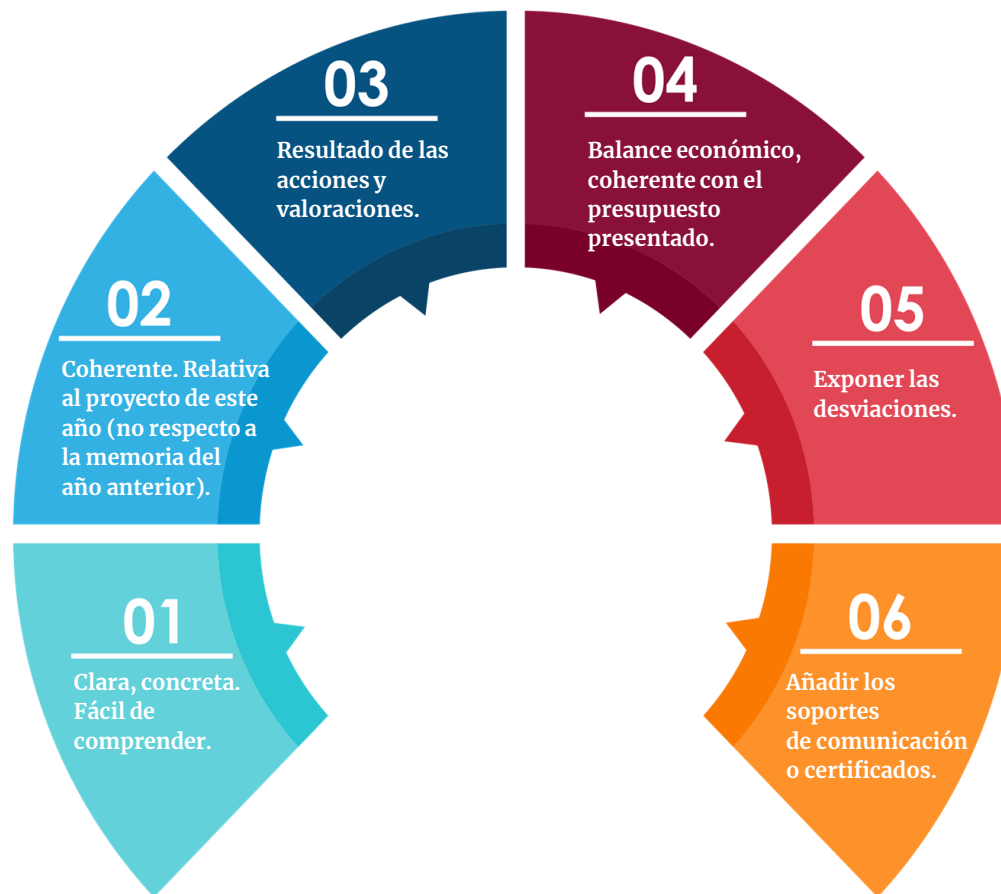 01
Clara, concreta.
Fácil de
comprender.
02
Coherente. Relativa
al proyecto de este
año (no respecto a
la memoria del
año anterior).
03
Resultado de las
acciones y
valoraciones.
04
Balance económico,
coherente con el
presupuesto
presentado.
05
Exponer las
desviaciones.
06
Añadir los
soportes
de comunicación
o certificados.